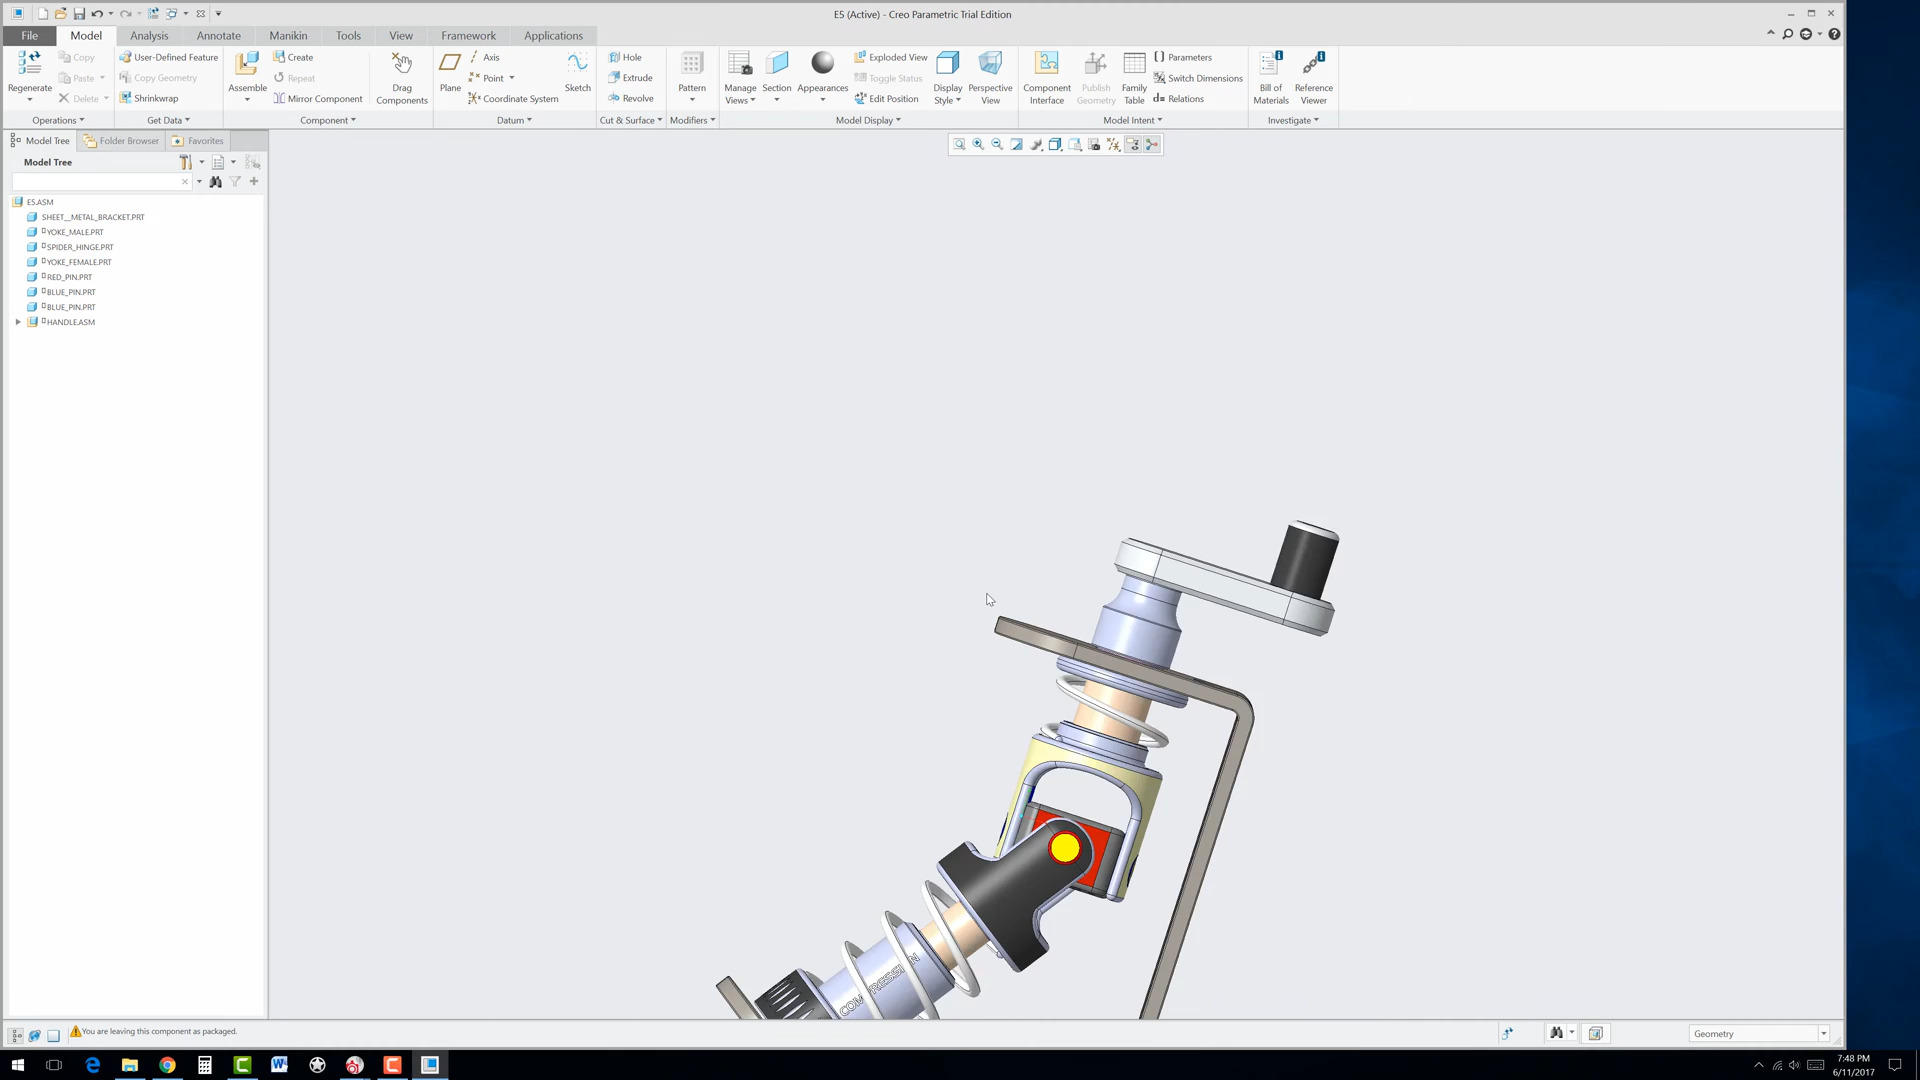 E5 (Active) - Creo Parametric Trial Edition
File Model Analysis Annotate Manikin Tools View Framework Applications
Regenerate
Copy
Paste
Delete
Operations
User-Defined Feature
Copy Geometry
Shrinkwrap
Get Data
Assemble
Create
Repeat
Mirror Component
Drag
Components
Component
Plane
Axis
Point
Coordinate System
Sketch
Datum
Hole
Extrude
Revolve
Cut & Surface
Pattern
Modifiers
Manage
Views
Section
Appearances
Exploded View
Toggle Status
Edit Position
Display
Style
Perspective
View
Model Display
Component
Interface
Publish
Geometry
Family
Table
Parameters
Switch Dimensions
Relations
Model Intent
Bill of
Materials
Reference
Viewer
Investigate
Model Tree Folder Browser Favorites
Model Tree
E5.ASM
SHEET__METAL_BRACKET.PRT
YOKE_MALE.PRT
SPIDER_HINGE.PRT
YOKE_FEMALE.PRT
RED_PIN.PRT
BLUE_PIN.PRT
BLUE_PIN.PRT
HANDLE.ASM
You are leaving this component as packaged.
Geometry
7:48 PM
6/11/2017